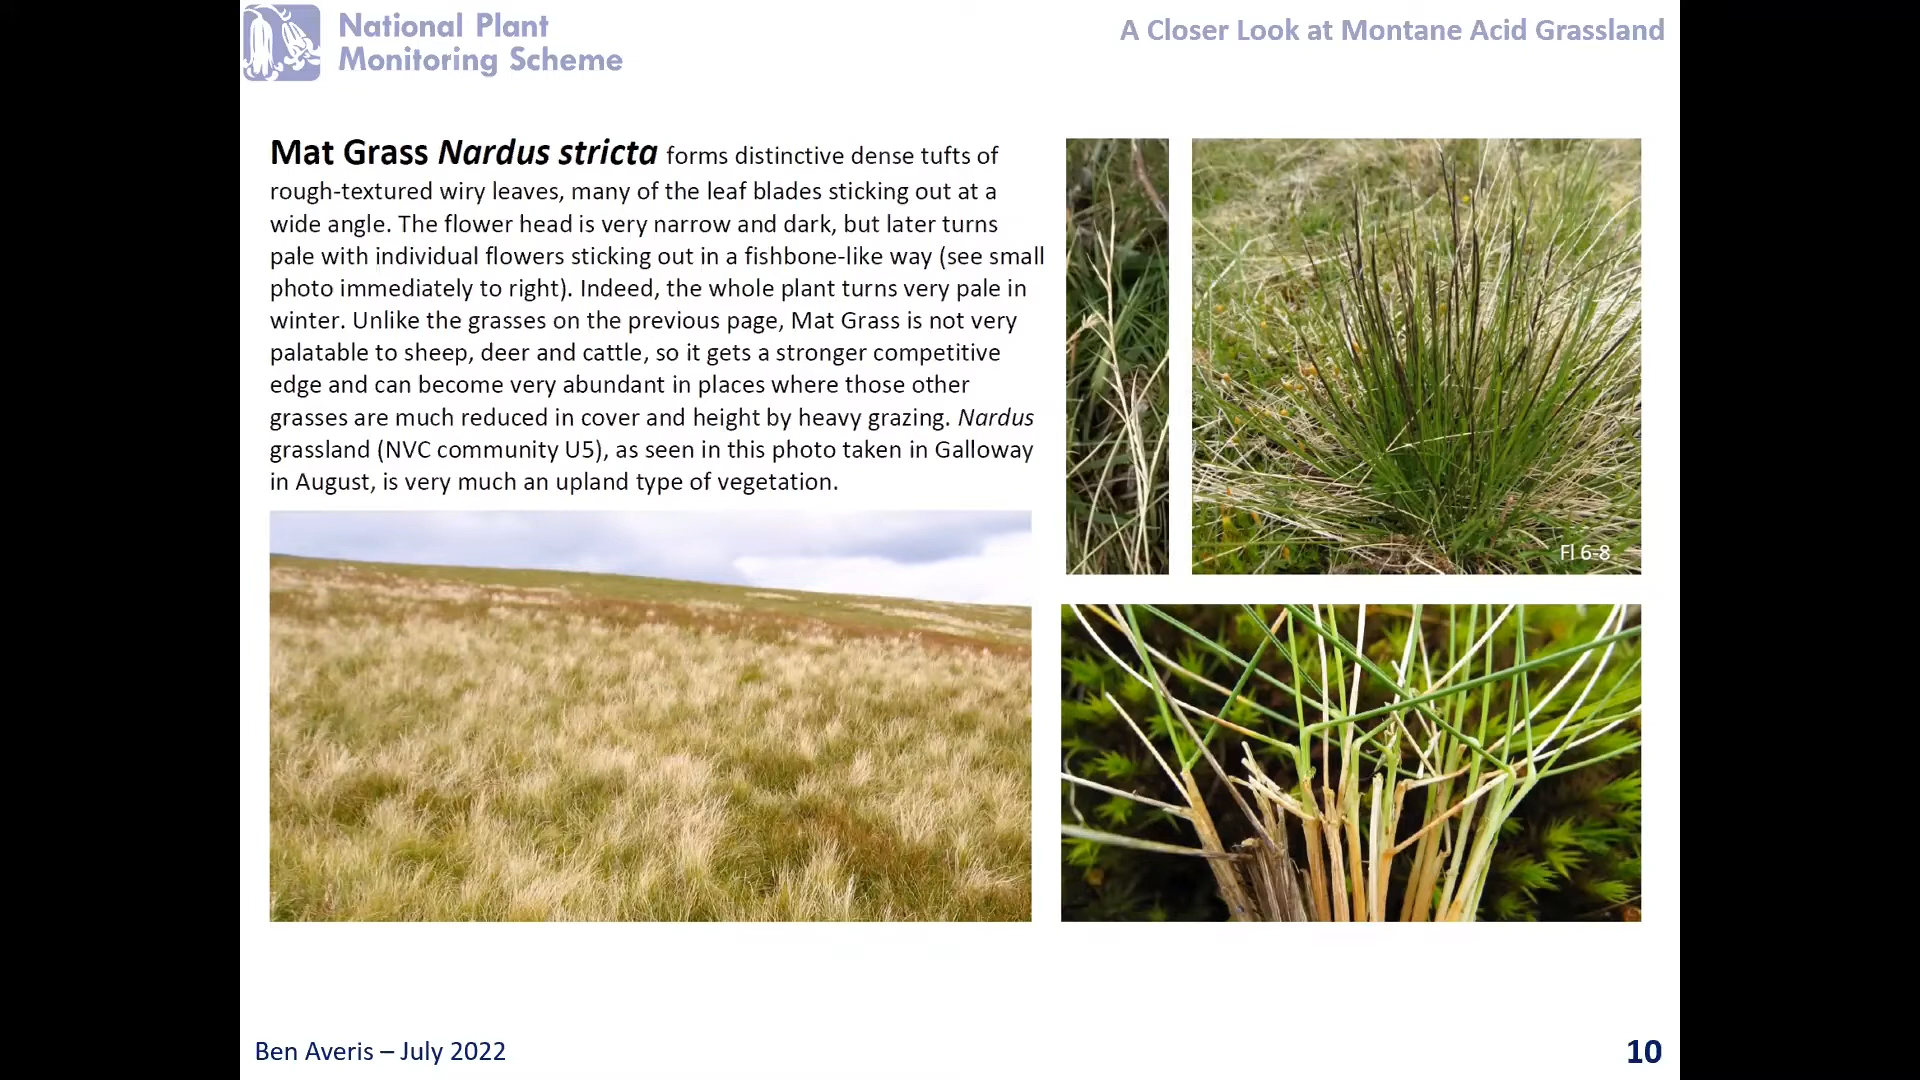 National Plant
Monitoring Scheme
A Closer Look at Montane Acid Grassland
Mat Grass Nardus stricta forms distinctive dense tufts of
rough-textured wiry leaves, many of the leaf blades sticking out at a
wide angle. The flower head is very narrow and dark, but later turns
pale with individual flowers sticking out in a fishbone-like way (see small
photo immediately to right). Indeed, the whole plant turns very pale in
winter. Unlike the grasses on the previous page, Mat Grass is not very
palatable to sheep, deer and cattle, so it gets a stronger competitive
edge and can become very abundant in places where those other
grasses are much reduced in cover and height by heavy grazing. Nardus
grassland (NVC community U5), as seen in this photo taken in Galloway
in August, is very much an upland type of vegetation.
Fl 6-8
Ben Averis – July 2022
10